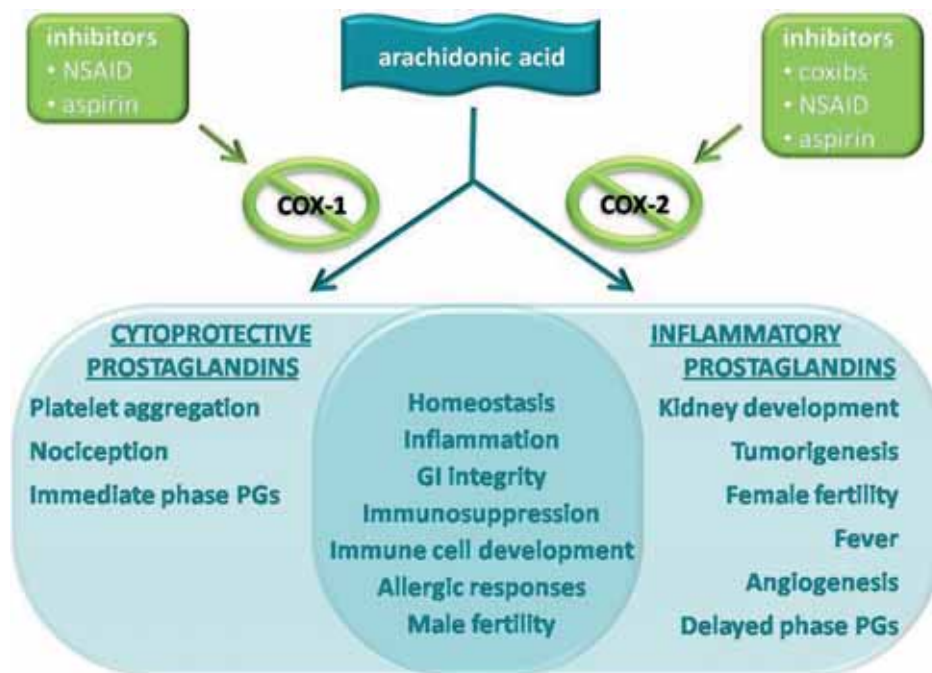 inhibitors
• NSAID
• aspirin
arachidonic acid
inhibitors
• coxibs
• NSAID
• aspirin
COX-1
COX-2
CYTOPROTECTIVE
PROSTAGLANDINS
Platelet aggregation
Nociception
Immediate phase PGs
Homeostasis
Inflammation
GI integrity
Immunosuppression
Immune cell development
Allergic responses
Male fertility
INFLAMMATORY
PROSTAGLANDINS
Kidney development
Tumorigenesis
Female fertility
Fever
Angiogenesis
Delayed phase PGs